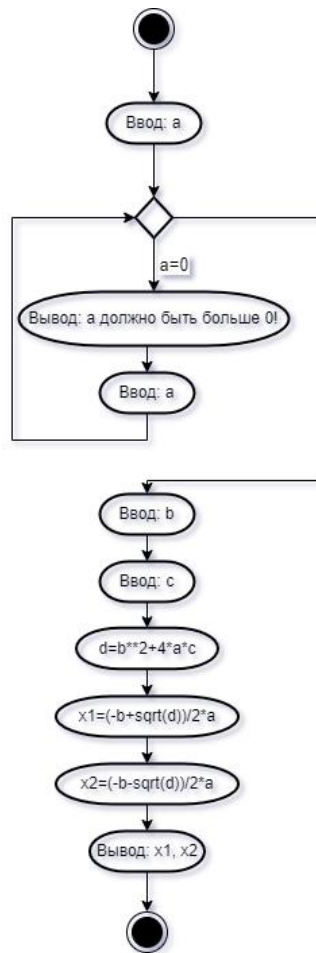 Ввод: a
a=0
Вывод: а должно быть больше 0!
Ввод: a
Ввод: b
Ввод: c
d=b**2+4*a*c
x1=(-b+sqrt(d))/2*a
x2=(-b-sqrt(d))/2*a
Вывод: x1, x2